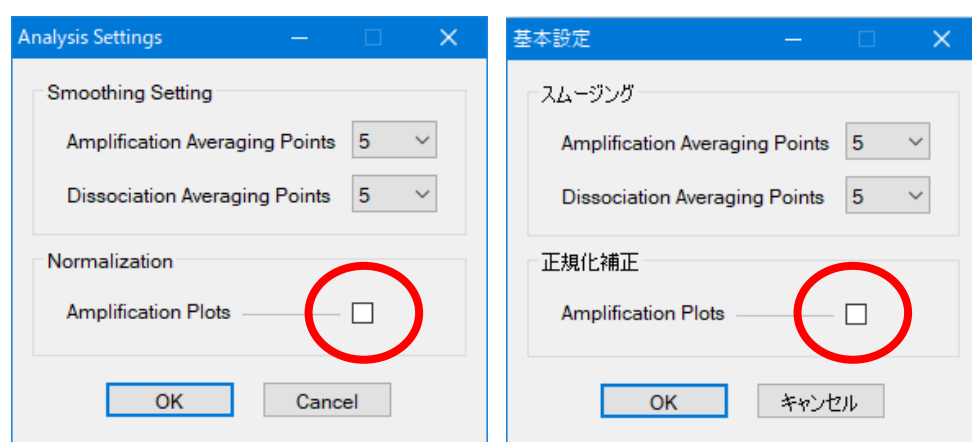 Analysis Settings
Smoothing Setting
Amplification Averaging Points 5
Dissociation Averaging Points 5
Normalization
Amplification Plots
OK Cancel
基本設定
スムージング
Amplification Averaging Points 5
Dissociation Averaging Points 5
正規化補正
Amplification Plots
OK キャンセル